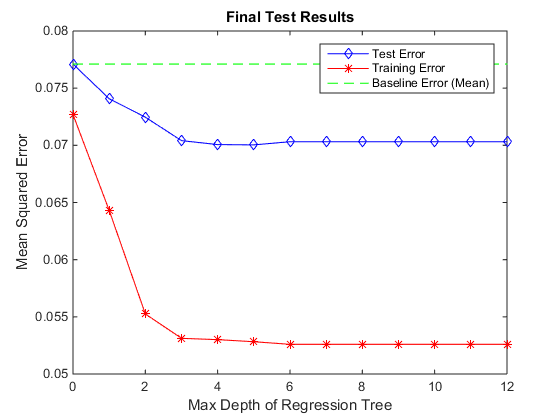 Final Test Results
Test Error
Training Error
Baseline Error (Mean)
Mean Squared Error
0.08
0.075
0.07
0.065
0.06
0.055
0.05
0 2 4 6 8 10 12
Max Depth of Regression Tree